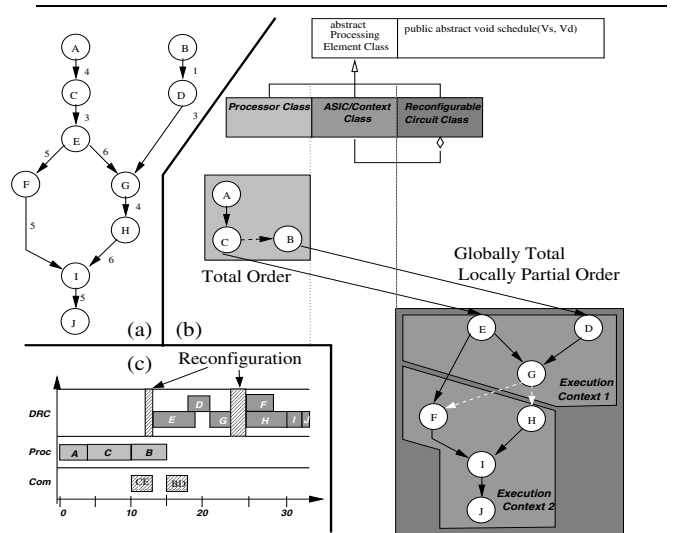 A
B
4
1
C
D
3
3
E
5
6
F
G
5
4
H
6
I
5
J
(a)
(b)
abstract
Processing
Element Class
public abstract void schedule(Vs, Vd)
Processor Class
ASIC/Context
Class
Reconfigurable
Circuit Class
A
C
B
Total Order
Globally Total
Locally Partial Order
E
D
G
Execution
Context 1
F
H
I
J
Execution
Context 2
(c)
Reconfiguration
DRC
D
F
E
G
H
I
J
Proc
A
C
B
Com
CE
BD
0
10
20
30